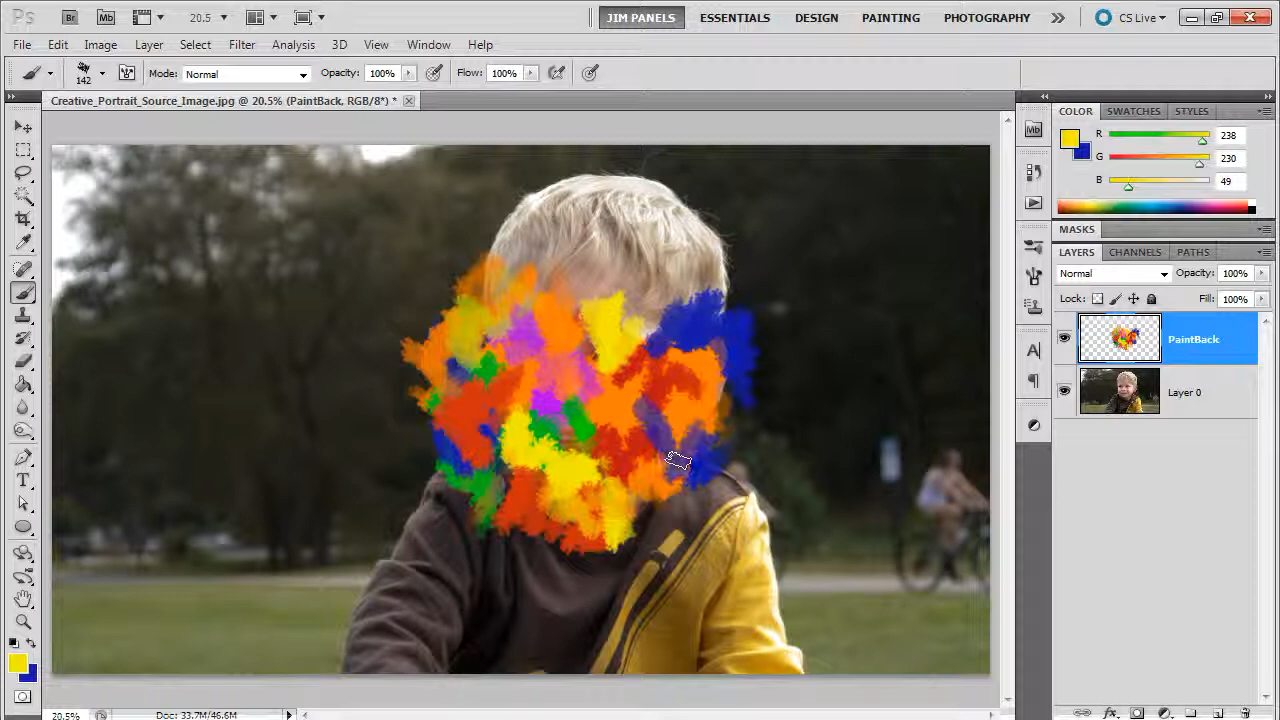 Ps Br Mb 20.5 JIM PANELS ESSENTIALS DESIGN PAINTING PHOTOGRAPHY CS Live
File Edit Image Layer Select Filter Analysis 3D View Window Help
142 Mode: Normal Opacity: 100% Flow: 100%
Creative_Portrait_Source_Image.jpg @ 20.5% (PaintBack, RGB/8*) *
COLOR SWATCHES STYLES
R 238
G 230
B 49
MASKS
LAYERS CHANNELS PATHS
Normal Opacity: 100%
Lock: Fill: 100%
PaintBack
Layer 0
Mb
A
T
20.5% Doc: 33.7M/46.6M
fx